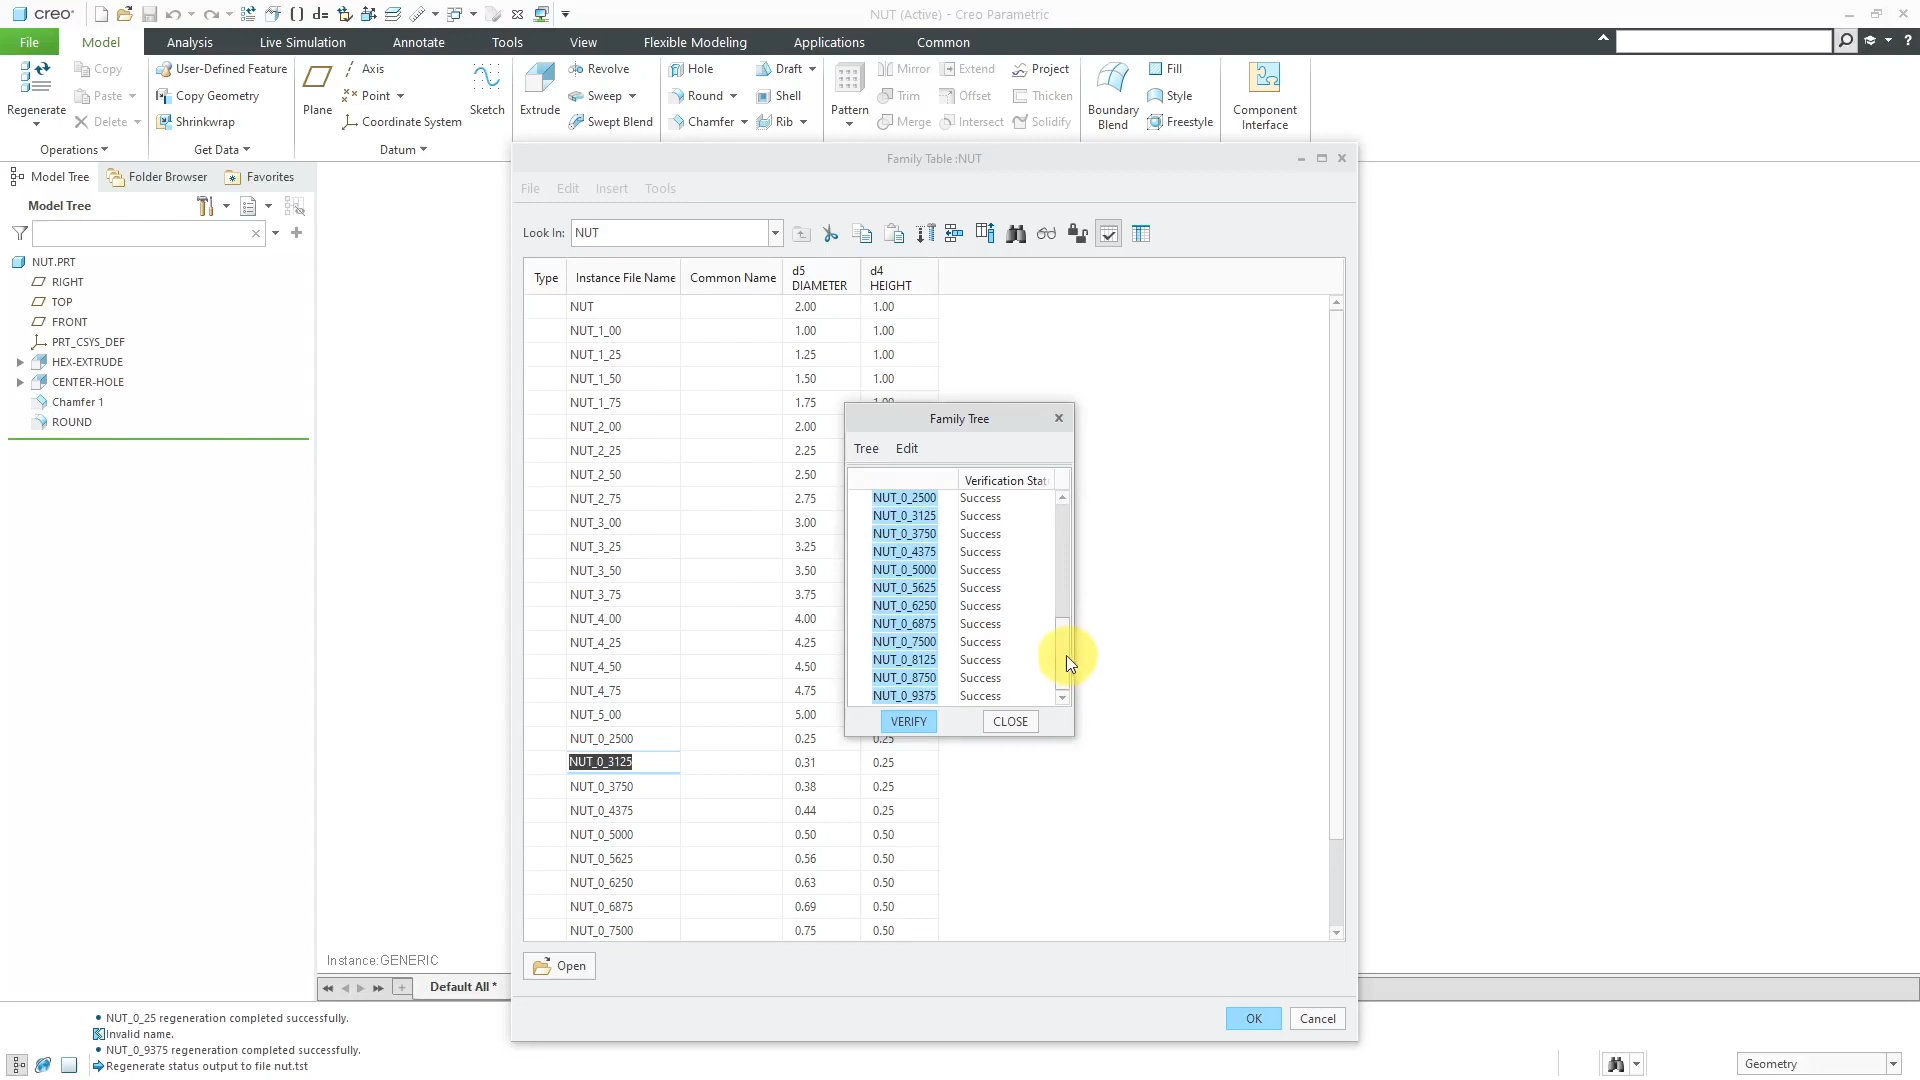 creo
NUT (Active) - Creo Parametric
File
Model
Analysis
Live Simulation
Annotate
Tools
View
Flexible Modeling
Applications
Common
Regenerate
Copy
Paste
Delete
Operations
User-Defined Feature
Copy Geometry
Shrinkwrap
Get Data
Plane
Axis
Point
Coordinate System
Datum
Sketch
Extrude
Revolve
Sweep
Swept Blend
Hole
Round
Chamfer
Draft
Shell
Rib
Pattern
Mirror
Trim
Merge
Extend
Offset
Intersect
Project
Thicken
Solidify
Boundary Blend
Fill
Style
Freestyle
Component Interface
Model Tree
Folder Browser
Favorites
Model Tree
NUT.PRT
RIGHT
TOP
FRONT
PRT_CSYS_DEF
HEX-EXTRUDE
CENTER-HOLE
Chamfer 1
ROUND
Family Table :NUT
File Edit Insert Tools
Look In: NUT
Type Instance File Name Common Name d5 DIAMETER d4 HEIGHT
NUT 2.00 1.00
NUT_1_00 1.00 1.00
NUT_1_25 1.25 1.00
NUT_1_50 1.50 1.00
NUT_1_75 1.75 1.00
NUT_2_00 2.00
NUT_2_25 2.25
NUT_2_50 2.50
NUT_2_75 2.75
NUT_3_00 3.00
NUT_3_25 3.25
NUT_3_50 3.50
NUT_3_75 3.75
NUT_4_00 4.00
NUT_4_25 4.25
NUT_4_50 4.50
NUT_4_75 4.75
NUT_5_00 5.00
NUT_0_2500 0.25 0.25
NUT_0_3125 0.31 0.25
NUT_0_3750 0.38 0.25
NUT_0_4375 0.44 0.25
NUT_0_5000 0.50 0.50
NUT_0_5625 0.56 0.50
NUT_0_6250 0.63 0.50
NUT_0_6875 0.69 0.50
NUT_0_7500 0.75 0.50
Family Tree
Tree Edit
Verification Stat
NUT_0_2500 Success
NUT_0_3125 Success
NUT_0_3750 Success
NUT_0_4375 Success
NUT_0_5000 Success
NUT_0_5625 Success
NUT_0_6250 Success
NUT_0_6875 Success
NUT_0_7500 Success
NUT_0_8125 Success
NUT_0_8750 Success
NUT_0_9375 Success
VERIFY CLOSE
Open
OK Cancel
Instance:GENERIC
Default All *
NUT_0_25 regeneration completed successfully.
Invalid name.
NUT_0_9375 regeneration completed successfully.
Regenerate status output to file nut.tst
Geometry